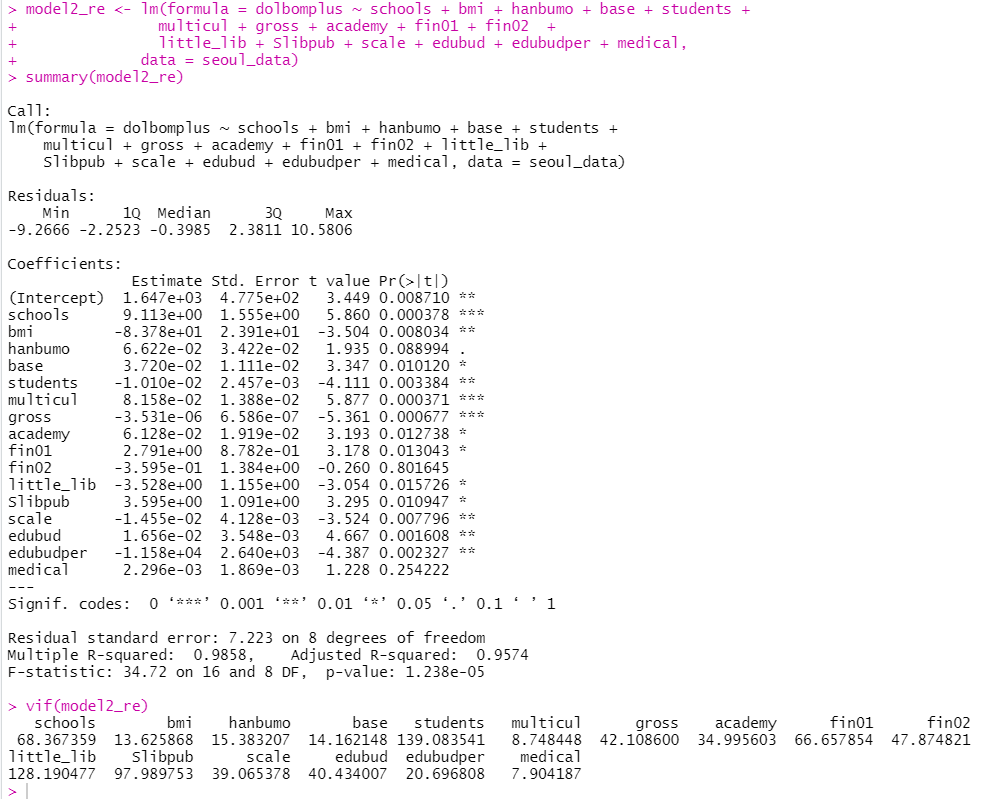 > model2_re <- lm(formula = dolbomplus ~ schools + bmi + hanbumo + base + students +
+                multicul + gross + academy + fin01 + fin02  +
+                little_lib + Slibpub + scale + edubud + edubudper + medical,
+              data = seoul_data)
> summary(model2_re)

Call:
lm(formula = dolbomplus ~ schools + bmi + hanbumo + base + students +
    multicul + gross + academy + fin01 + fin02 + little_lib +
    Slibpub + scale + edubud + edubudper + medical, data = seoul_data)

Residuals:
    Min      1Q  Median      3Q     Max
-9.2666 -2.2523 -0.3985  2.3811 10.5806

Coefficients:
              Estimate Std. Error t value Pr(>|t|)
(Intercept)  1.647e+03  4.775e+02   3.449 0.008710 **
schools      9.113e+00  1.555e+00   5.860 0.000378 ***
bmi         -8.378e+01  2.391e+01  -3.504 0.008034 **
hanbumo      6.622e-02  3.422e-02   1.935 0.088994 .
base         3.720e-02  1.111e-02   3.347 0.010120 *
students    -1.010e-02  2.457e-03  -4.111 0.003384 **
multicul     8.158e-02  1.388e-02   5.877 0.000371 ***
gross       -3.531e-06  6.586e-07  -5.361 0.000677 ***
academy      6.128e-02  1.919e-02   3.193 0.012738 *
fin01        2.791e+00  8.782e-01   3.178 0.013043 *
fin02       -3.595e-01  1.384e+00  -0.260 0.801645
little_lib  -3.528e+00  1.155e+00  -3.054 0.015726 *
Slibpub      3.595e+00  1.091e+00   3.295 0.010947 *
scale       -1.455e-02  4.128e-03  -3.524 0.007796 **
edubud       1.656e-02  3.548e-03   4.667 0.001608 **
edubudper   -1.158e+04  2.640e+03  -4.387 0.002327 **
medical      2.296e-03  1.869e-03   1.228 0.254222
---
Signif. codes:  0 ‘***’ 0.001 ‘**’ 0.01 ‘*’ 0.05 ‘.’ 0.1 ‘ ’ 1

Residual standard error: 7.223 on 8 degrees of freedom
Multiple R-squared:  0.9858,    Adjusted R-squared:  0.9574
F-statistic: 34.72 on 16 and 8 DF,  p-value: 1.238e-05

> vif(model2_re)
   schools        bmi    hanbumo       base   students   multicul      gross    academy      fin01      fin02
 68.367359  13.625868  15.383207  14.162148 139.083541   8.748448  42.108600  34.995603  66.657854  47.874821
little_lib    Slibpub      scale     edubud  edubudper    medical
128.190477  97.989753  39.065378  40.434007  20.696808   7.904187
>